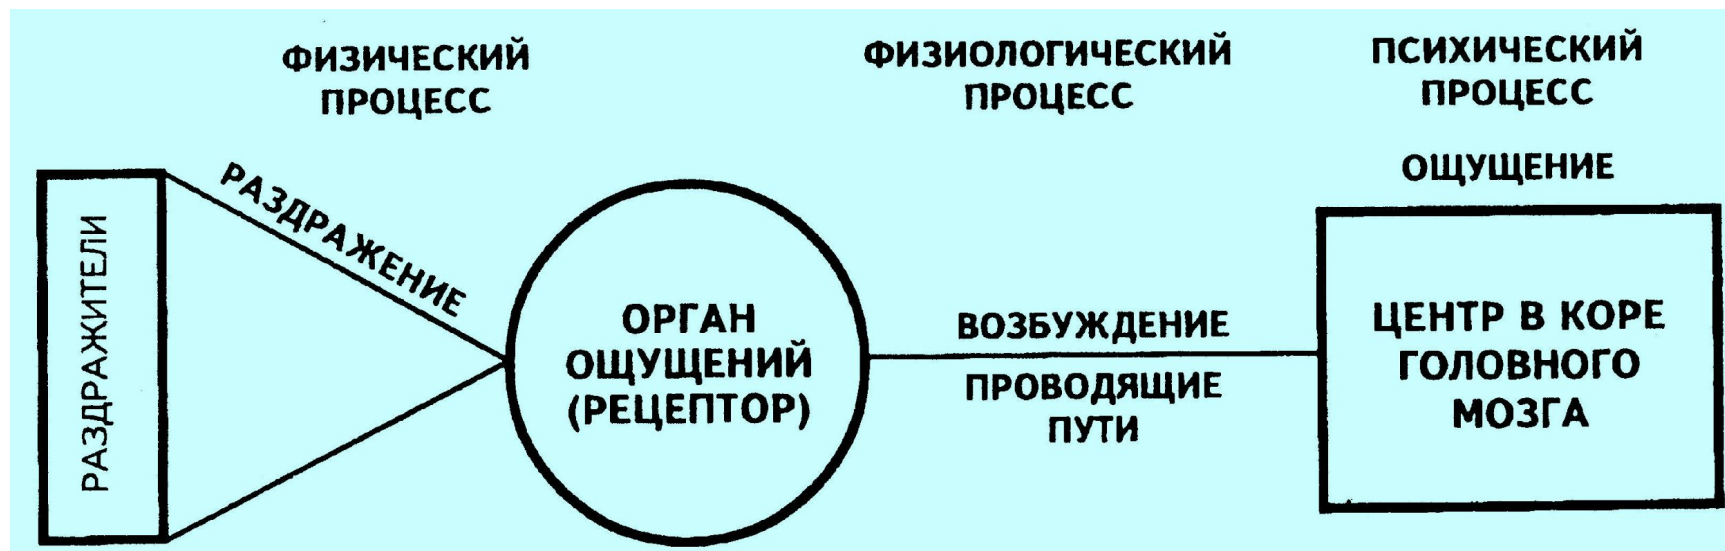 ФИЗИЧЕСКИЙ
ПРОЦЕСС
ФИЗИОЛОГИЧЕСКИЙ
ПРОЦЕСС
ПСИХИЧЕСКИЙ
ПРОЦЕСС
ОЩУЩЕНИЕ
РАЗДРАЖИТЕЛИ
РАЗДРАЖЕНИЕ
ОРГАН
ОЩУЩЕНИЙ
(РЕЦЕПТОР)
ВОЗБУЖДЕНИЕ
ПРОВОДЯЩИЕ
ПУТИ
ЦЕНТР В КОРЕ
ГОЛОВНОГО
МОЗГА